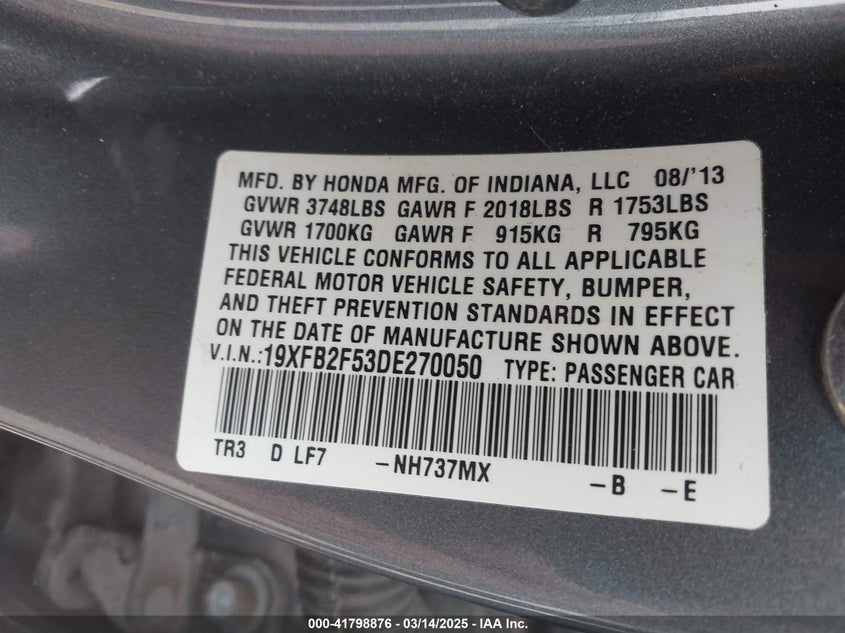 MFD. BY HONDA MFG. OF INDIANA, LLC 08/'13
GVWR 3748LBS GAWR F 2018LBS R 1753LBS
GVWR 1700KG GAWR F 915KG R 795KG
THIS VEHICLE CONFORMS TO ALL APPLICABLE
FEDERAL MOTOR VEHICLE SAFETY, BUMPER,
AND THEFT PREVENTION STANDARDS IN EFFECT
ON THE DATE OF MANUFACTURE SHOWN ABOVE.
V.I.N.:19XFB2F53DE270050 TYPE: PASSENGER CAR
TR3 D LF7 -NH737MX -B -E
000-41798876 - 03/14/2025 - IAA Inc.